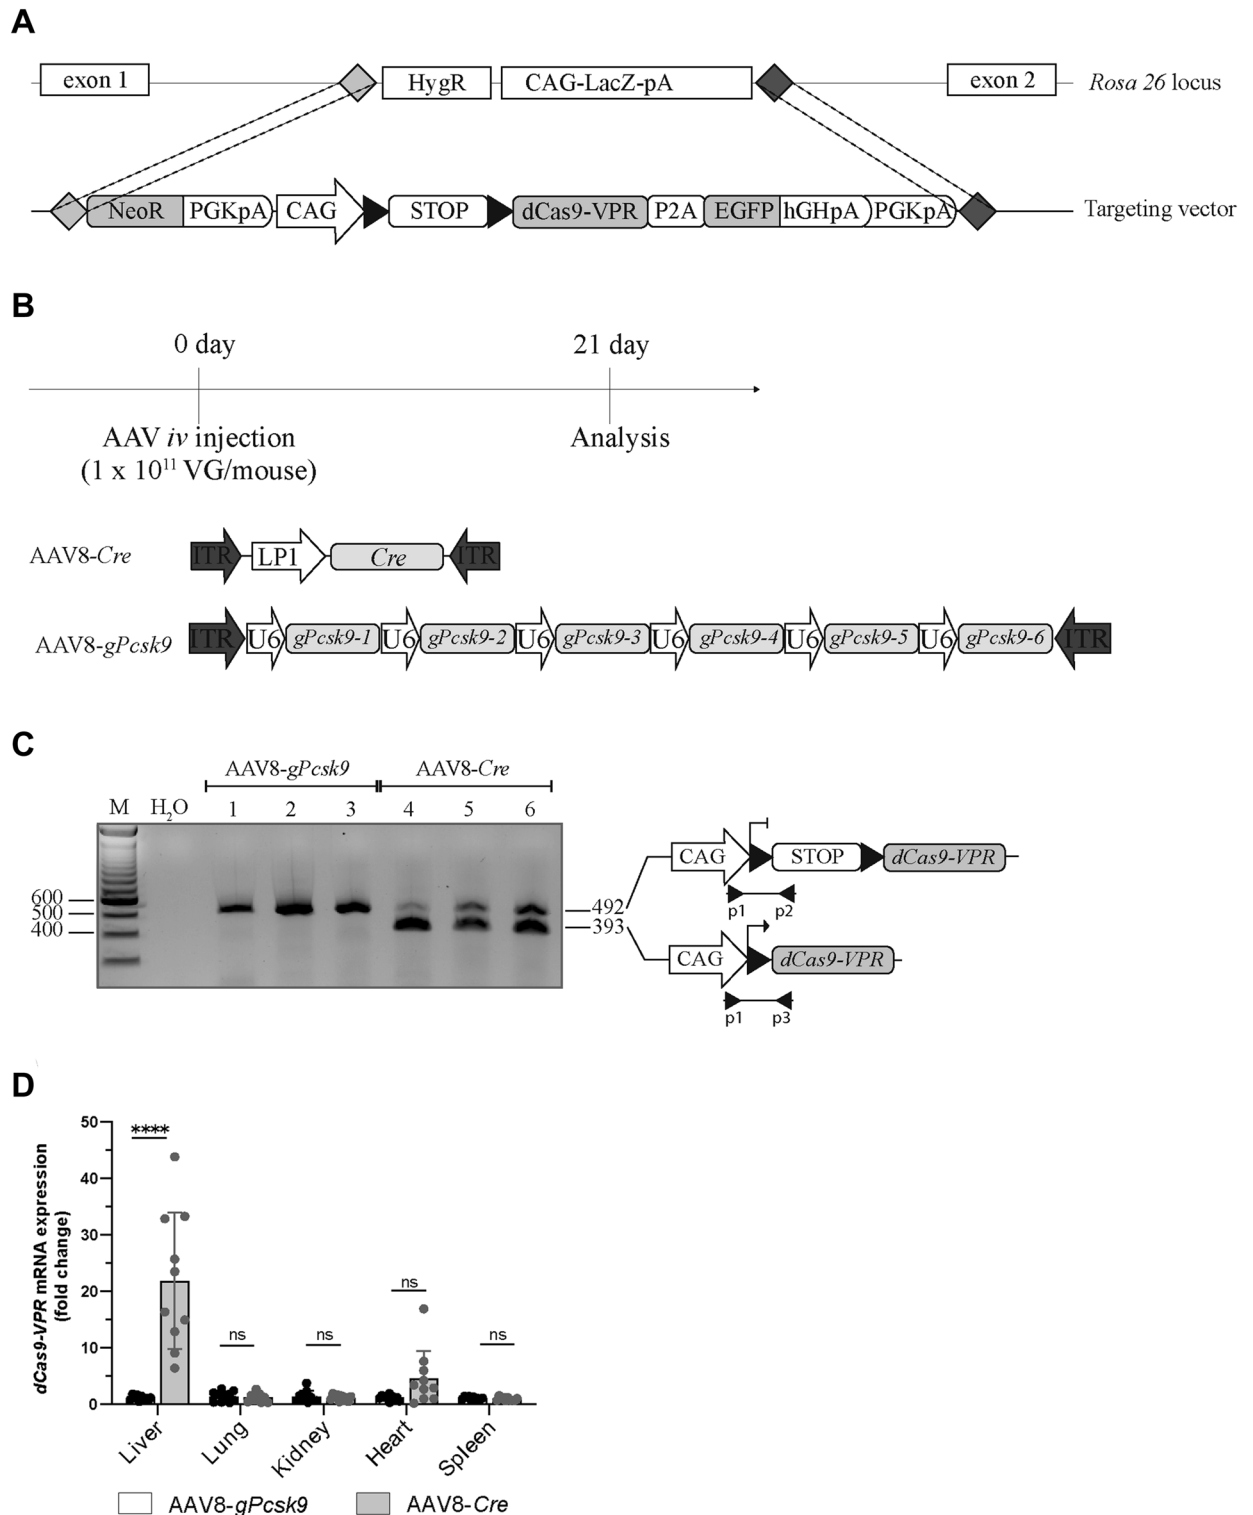 A
exon 1
HygR
CAG-LacZ-pA
exon 2
Rosa 26 locus
NeoR
PGKpA
CAG
STOP
dCas9-VPR
P2A
EGFP
hGHpA
PGKpA
Targeting vector
B
0 day
21 day
AAV iv injection
(1 x 10¹¹ VG/mouse)
Analysis
AAV8-Cre
ITR
LP1
Cre
ITR
AAV8-gPcsk9
ITR
U6
gPcsk9-1
U6
gPcsk9-2
U6
gPcsk9-3
U6
gPcsk9-4
U6
gPcsk9-5
U6
gPcsk9-6
ITR
C
AAV8-gPcsk9
AAV8-Cre
M
H₂O
1
2
3
4
5
6
600
500
400
492
393
CAG
STOP
dCas9-VPR
p1
p2
CAG
dCas9-VPR
p1
p3
D
dCas9-VPR mRNA expression
(fold change)
50
40
30
20
10
0
****
ns
ns
ns
ns
Liver
Lung
Kidney
Heart
Spleen
AAV8-gPcsk9
AAV8-Cre